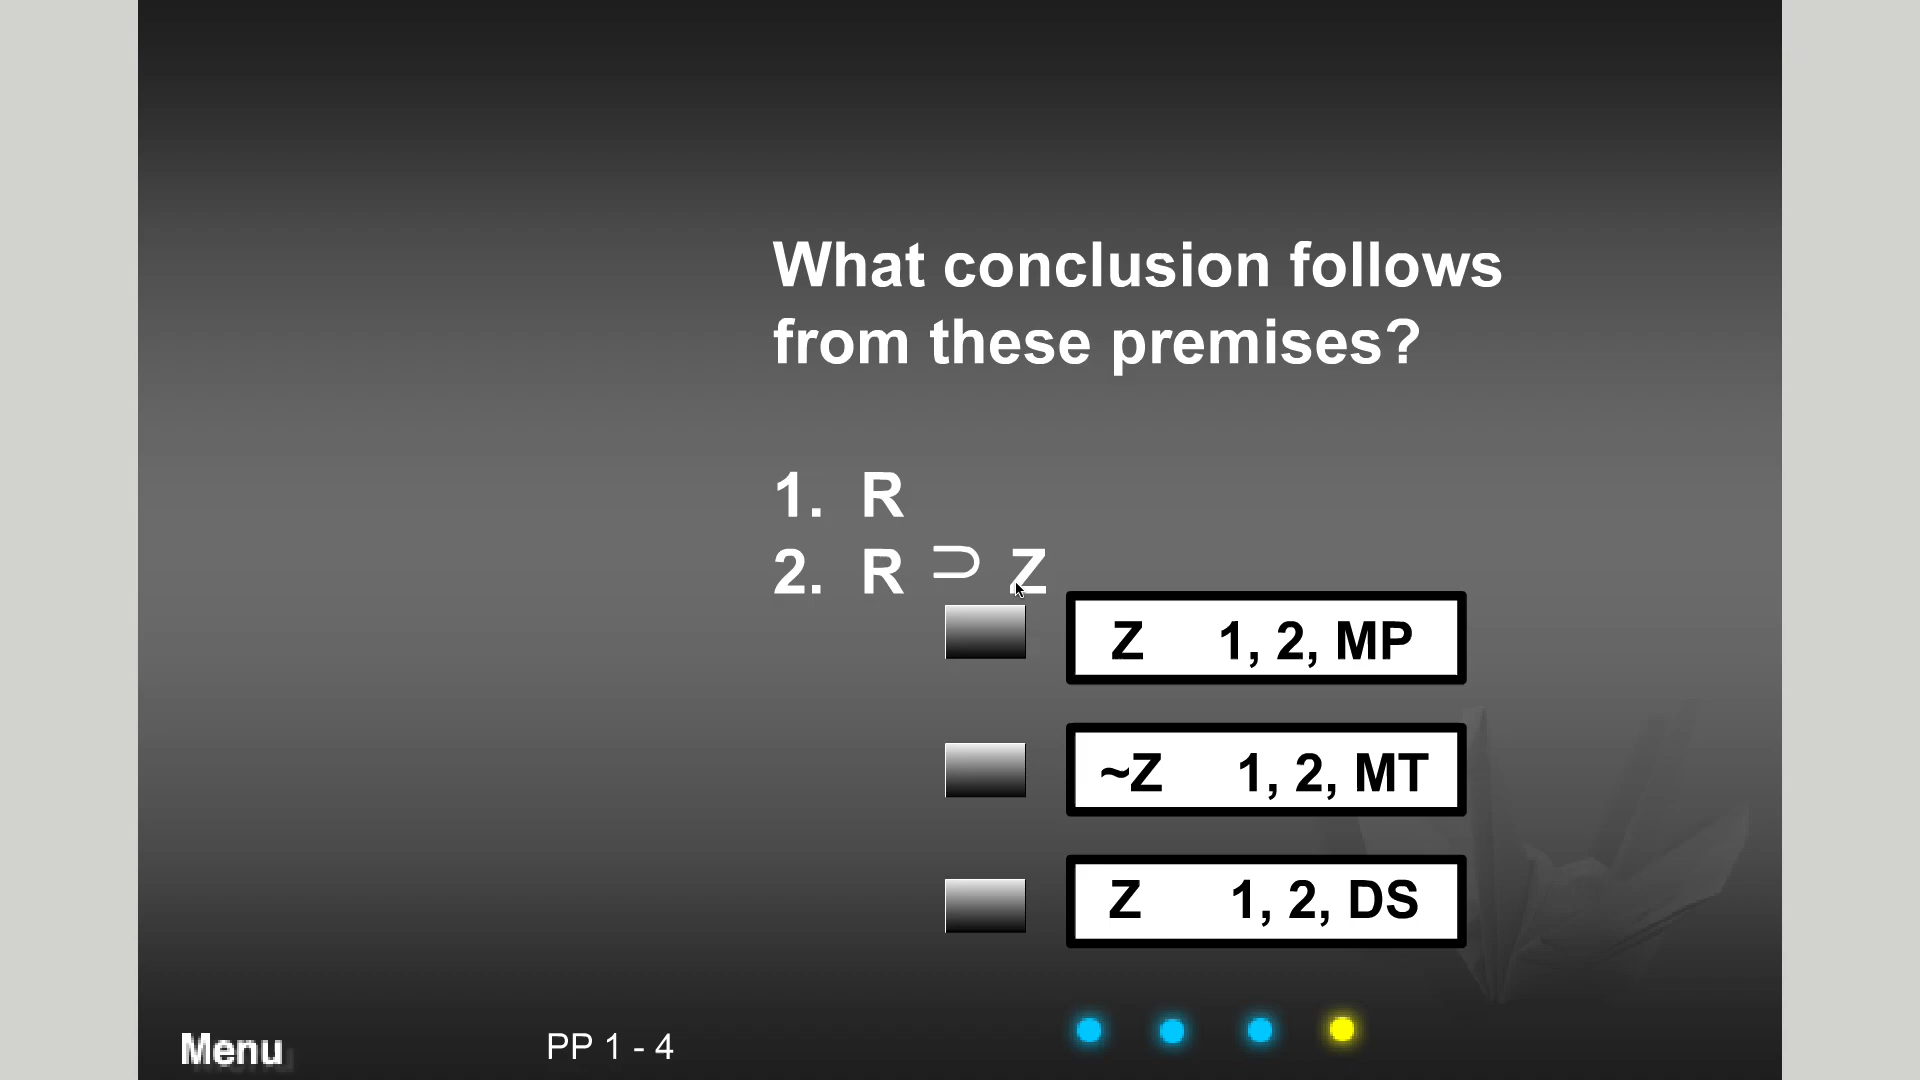 What conclusion follows
from these premises?
1. R
2. R ⊃ Z
Z 1, 2, MP
~Z 1, 2, MT
Z 1, 2, DS
Menu
PP 1 - 4